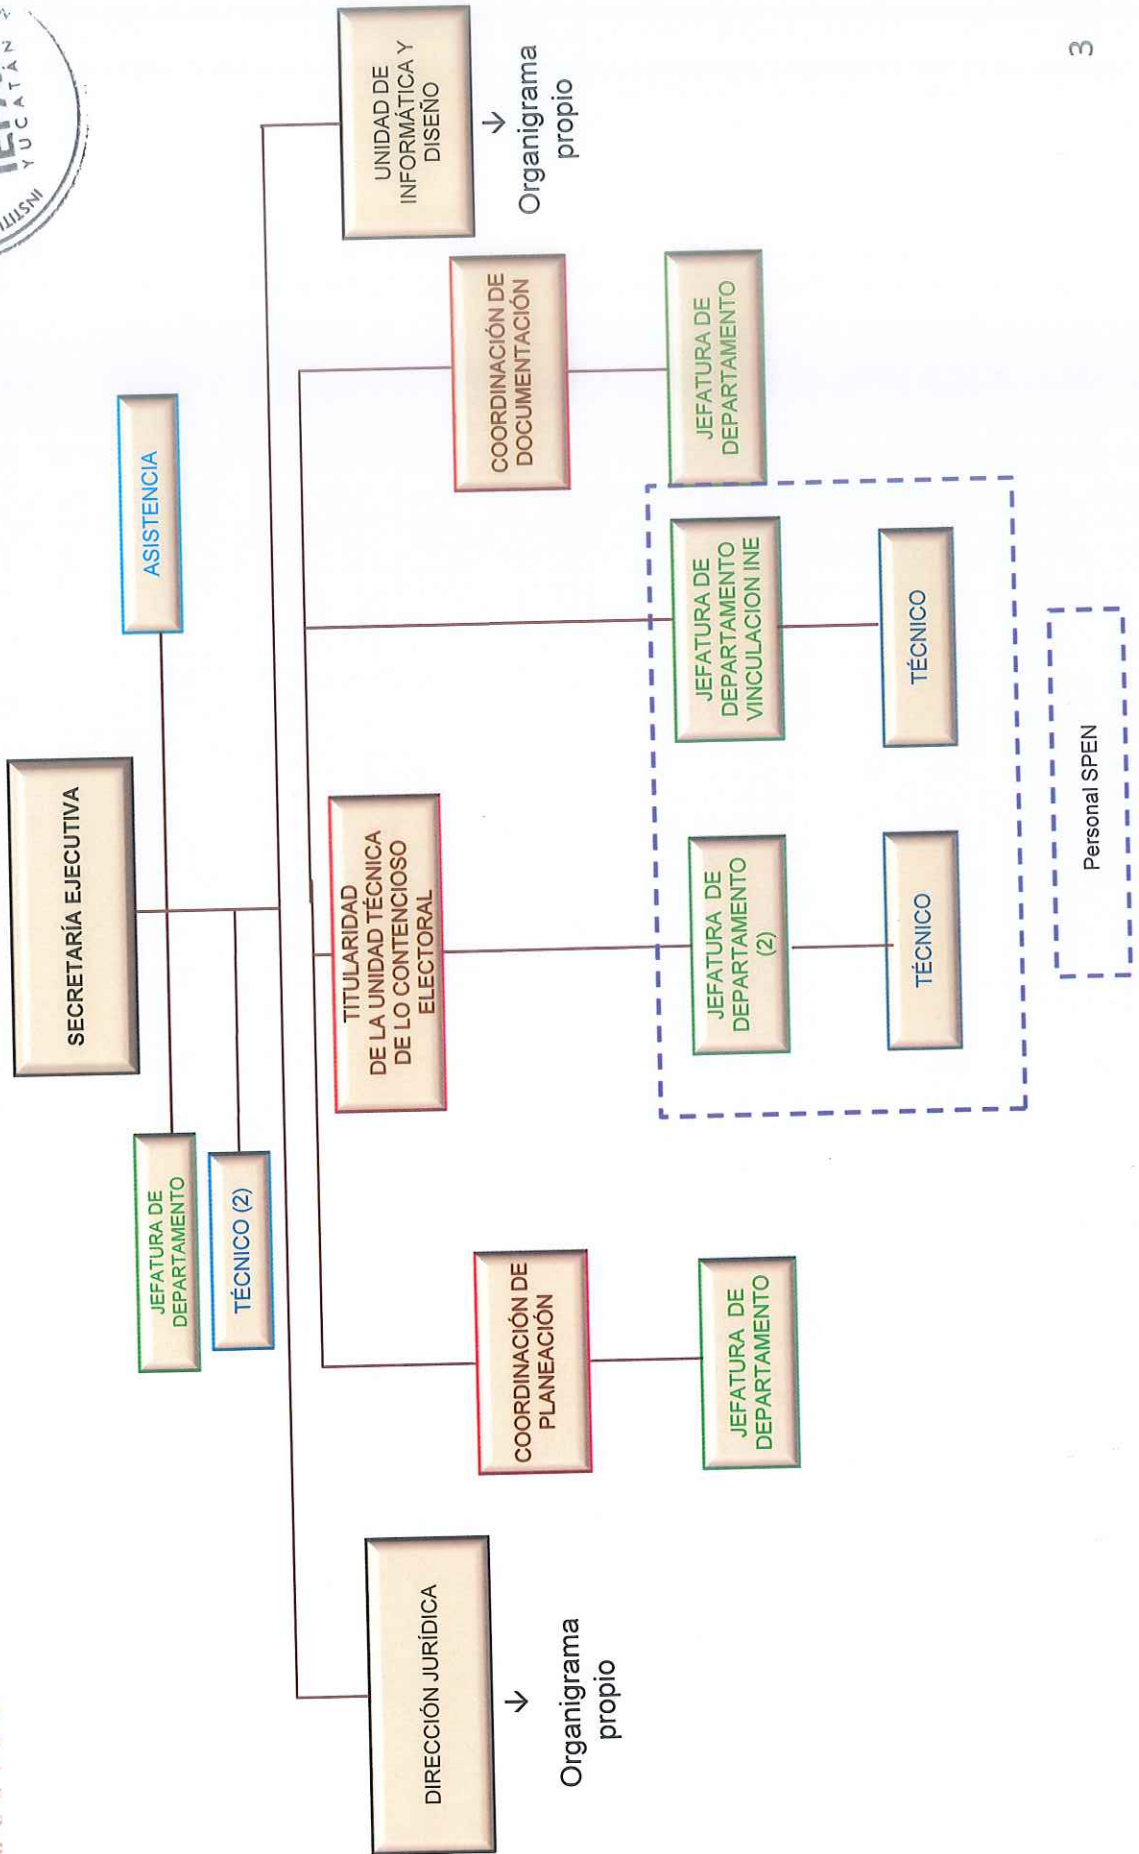 INSTIT
YUCATÁN
SECRETARÍA EJECUTIVA
ASISTENCIA
JEFATURA DE
DEPARTAMENTO
TÉCNICO (2)
DIRECCIÓN JURÍDICA
↓
Organigrama
propio
UNIDAD DE
INFORMÁTICA Y
DISEÑO
↓
Organigrama
propio
COORDINACIÓN DE
PLANEACIÓN
JEFATURA DE
DEPARTAMENTO
TITULARIDAD
DE LA UNIDAD TÉCNICA
DE LO CONTENCIOSO
ELECTORAL
JEFATURA DE
DEPARTAMENTO
(2)
TÉCNICO
JEFATURA DE
DEPARTAMENTO
VINCULACION INE
TÉCNICO
COORDINACIÓN DE
DOCUMENTACIÓN
JEFATURA DE
DEPARTAMENTO
Personal SPEN
3